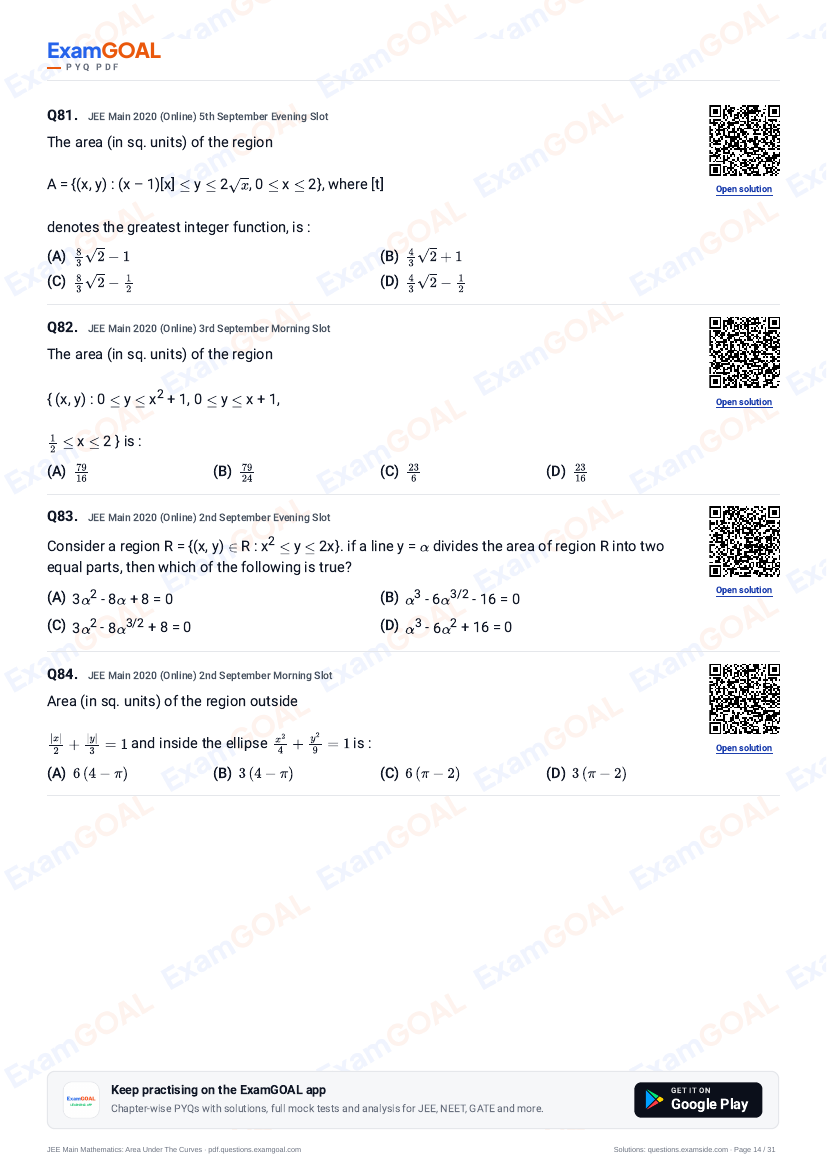 ExamGOAL
PYQ PDF
Q81. JEE Main 2020 (Online) 5th September Evening Slot
The area (in sq. units) of the region
A = {(x, y) : (x − 1)[x] ≤ y ≤ 2√x, 0 ≤ x ≤ 2}, where [t]
denotes the greatest integer function, is :
(A) 8/3 √2 − 1 (B) 4/3 √2 + 1
(C) 8/3 √2 − 1/2 (D) 4/3 √2 − 1/2
Open solution
Q82. JEE Main 2020 (Online) 3rd September Morning Slot
The area (in sq. units) of the region
{ (x, y) : 0 ≤ y ≤ x² + 1, 0 ≤ y ≤ x + 1,
1/2 ≤ x ≤ 2 } is :
(A) 79/16 (B) 79/24 (C) 23/6 (D) 23/16
Open solution
Q83. JEE Main 2020 (Online) 2nd September Evening Slot
Consider a region R = {(x, y) ∈ R : x² ≤ y ≤ 2x}. if a line y = α divides the area of region R into two
equal parts, then which of the following is true?
(A) 3α² - 8α + 8 = 0 (B) α³ - 6α^3/2 - 16 = 0
(C) 3α² - 8α^3/2 + 8 = 0 (D) α³ - 6α² + 16 = 0
Open solution
Q84. JEE Main 2020 (Online) 2nd September Morning Slot
Area (in sq. units) of the region outside
|x|/2 + |y|/3 = 1 and inside the ellipse x²/4 + y²/9 = 1 is :
(A) 6 (4 − π) (B) 3 (4 − π) (C) 6 (π − 2) (D) 3 (π − 2)
Open solution
Keep practising on the ExamGOAL app
Chapter-wise PYQs with solutions, full mock tests and analysis for JEE, NEET, GATE and more.
GET IT ON
Google Play
JEE Main Mathematics: Area Under The Curves · pdf.questions.examgoal.com
Solutions: questions.examside.com · Page 14 / 31